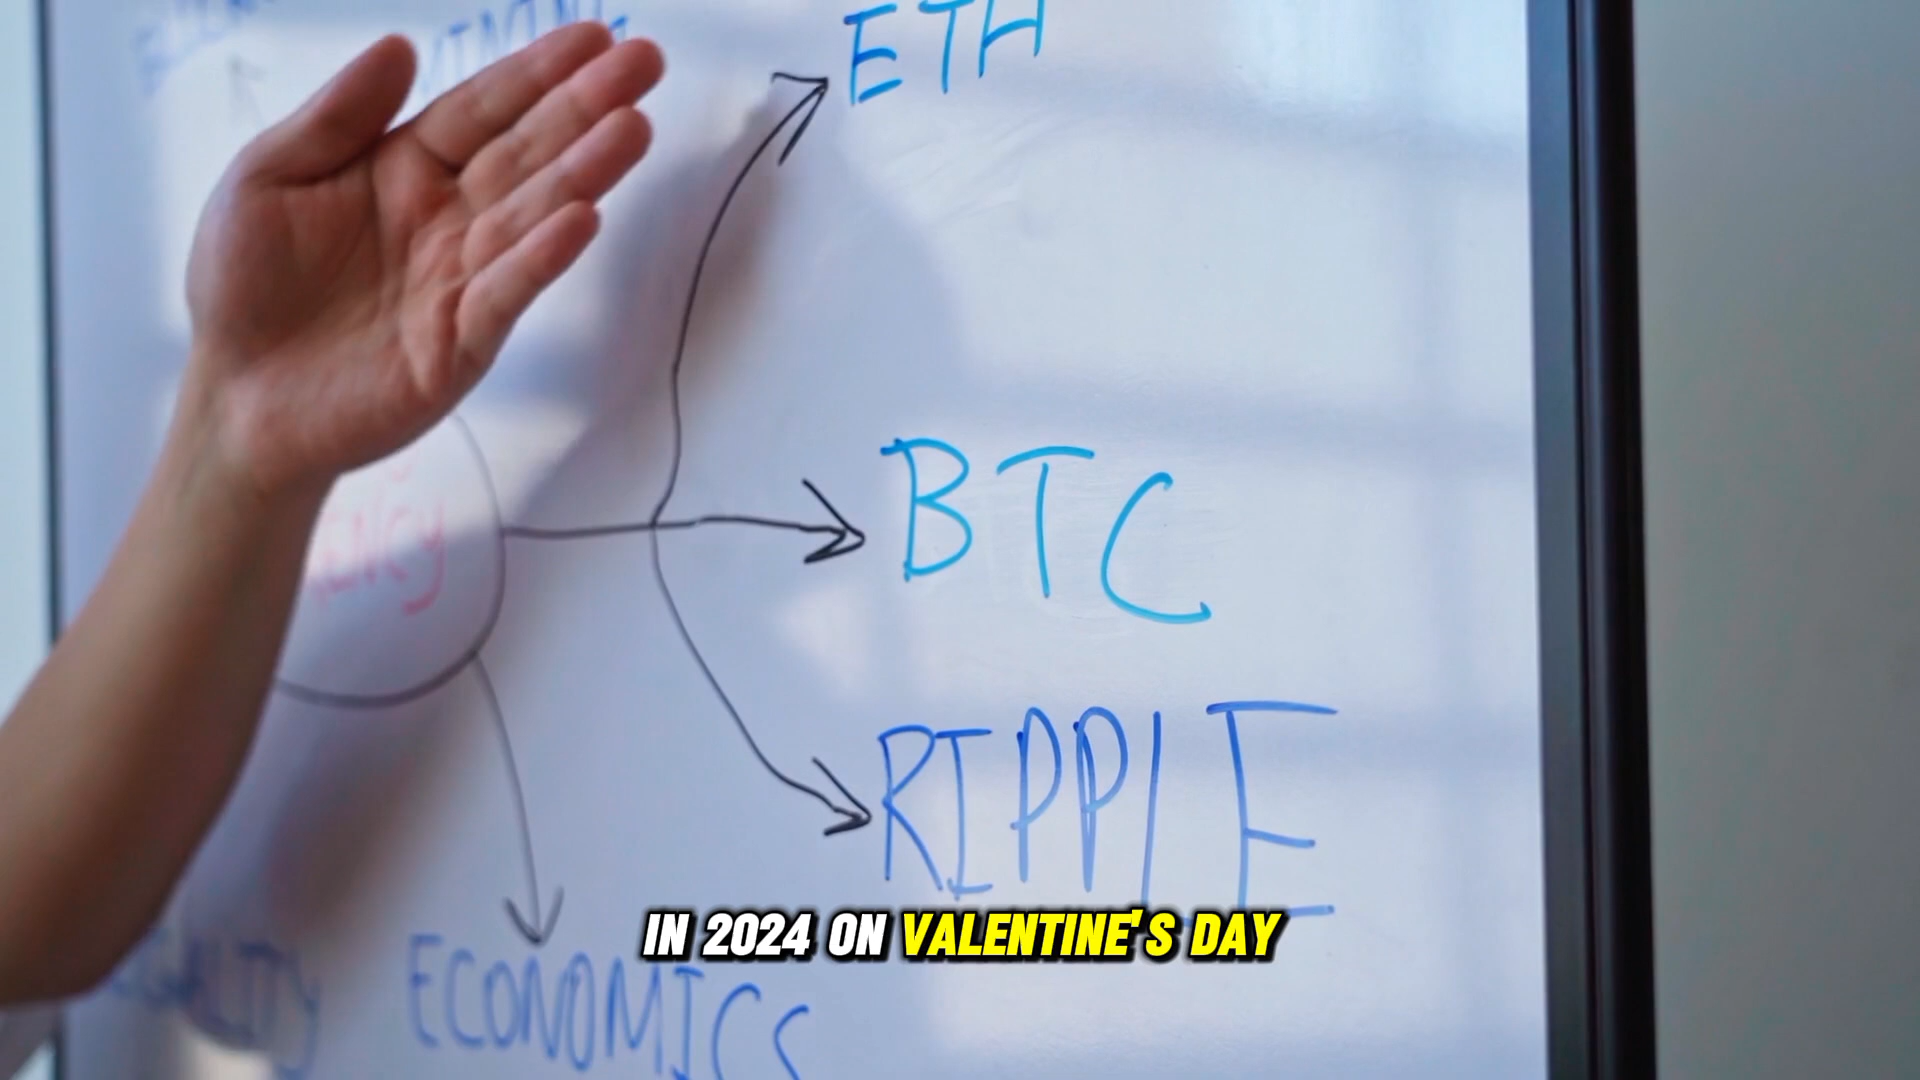 ETH
BTC
RIPPLE
IN 2024 ON VALENTINE'S DAY
ECONOMICS